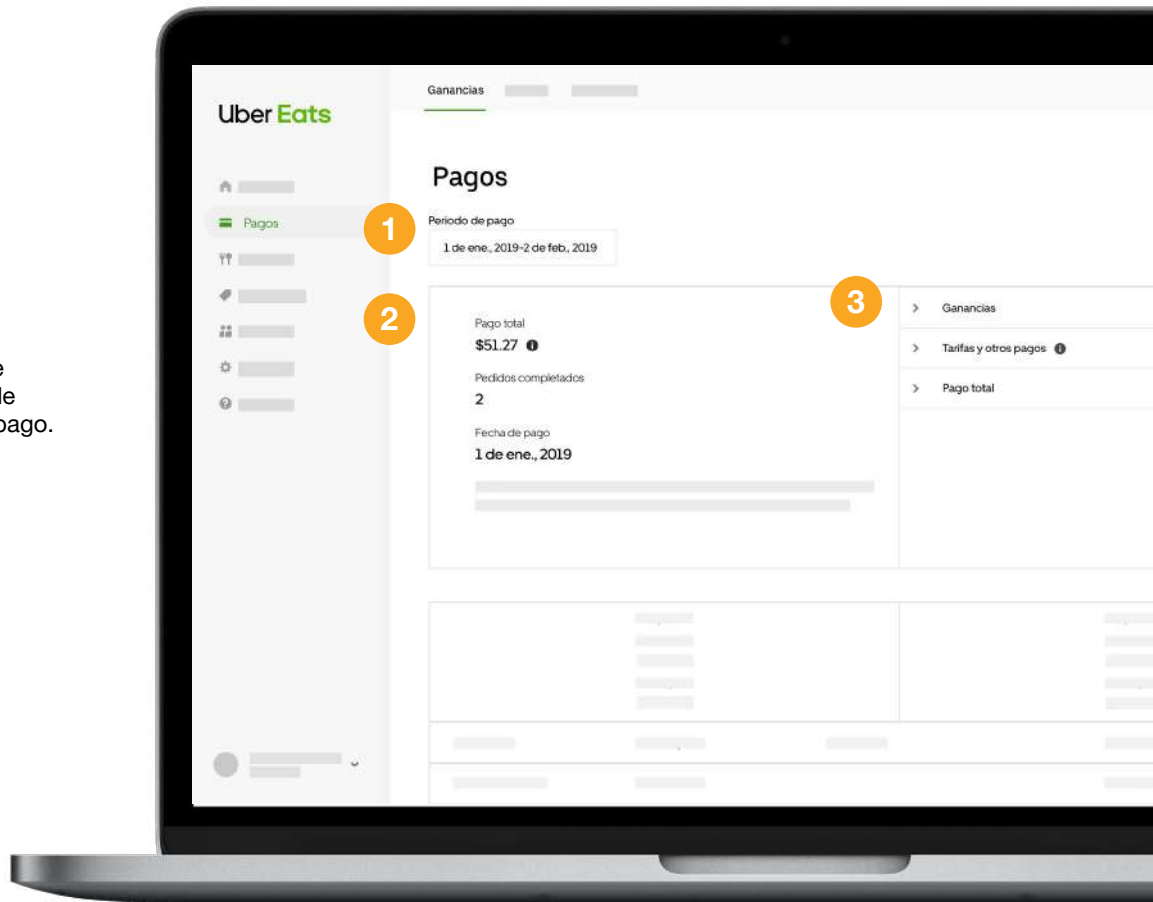 Ganancias
Uber Eats
Pagos
Pagos
1
Periodo de pago
1 de ene., 2019-2 de feb., 2019
2
3
Pago total
$51.27
Pedidos completados
2
Fecha de pago
1 de ene., 2019
Ganancias
Tarifas y otros pagos
Pago total
pago.